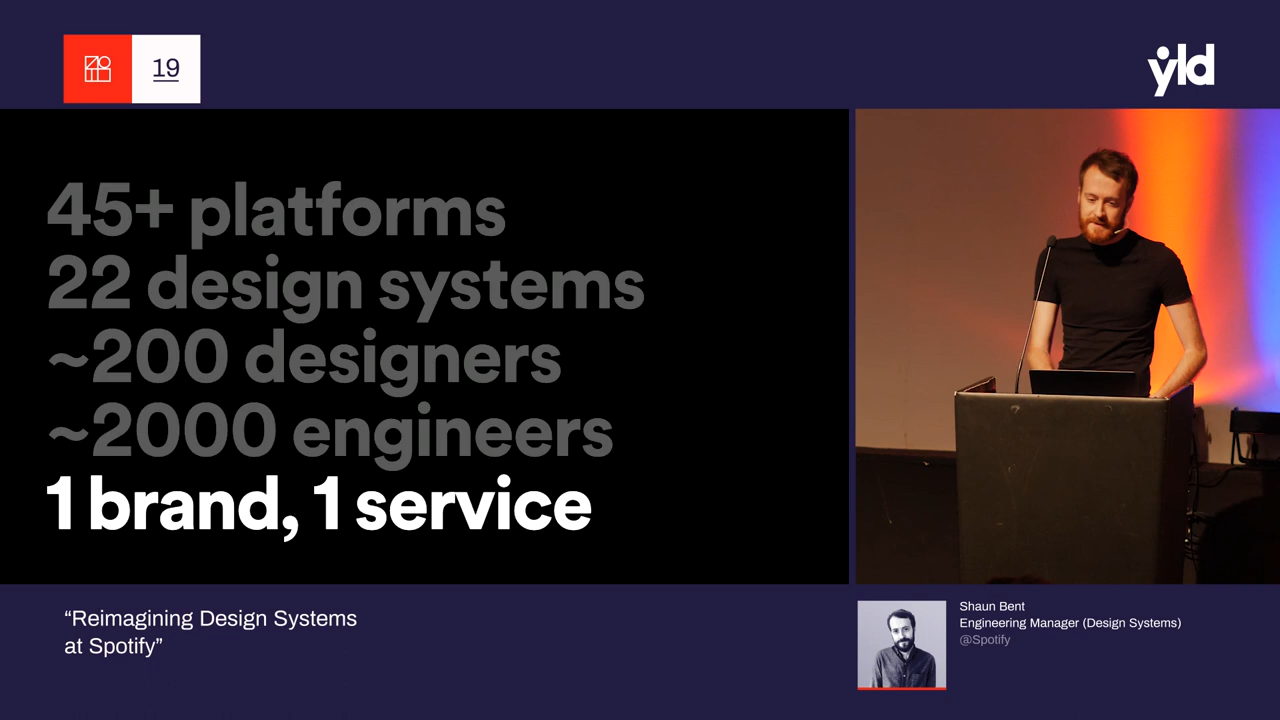 19
yld
45+ platforms
22 design systems
~200 designers
~2000 engineers
1 brand, 1 service
“Reimagining Design Systems
at Spotify”
Shaun Bent
Engineering Manager (Design Systems)
@Spotify